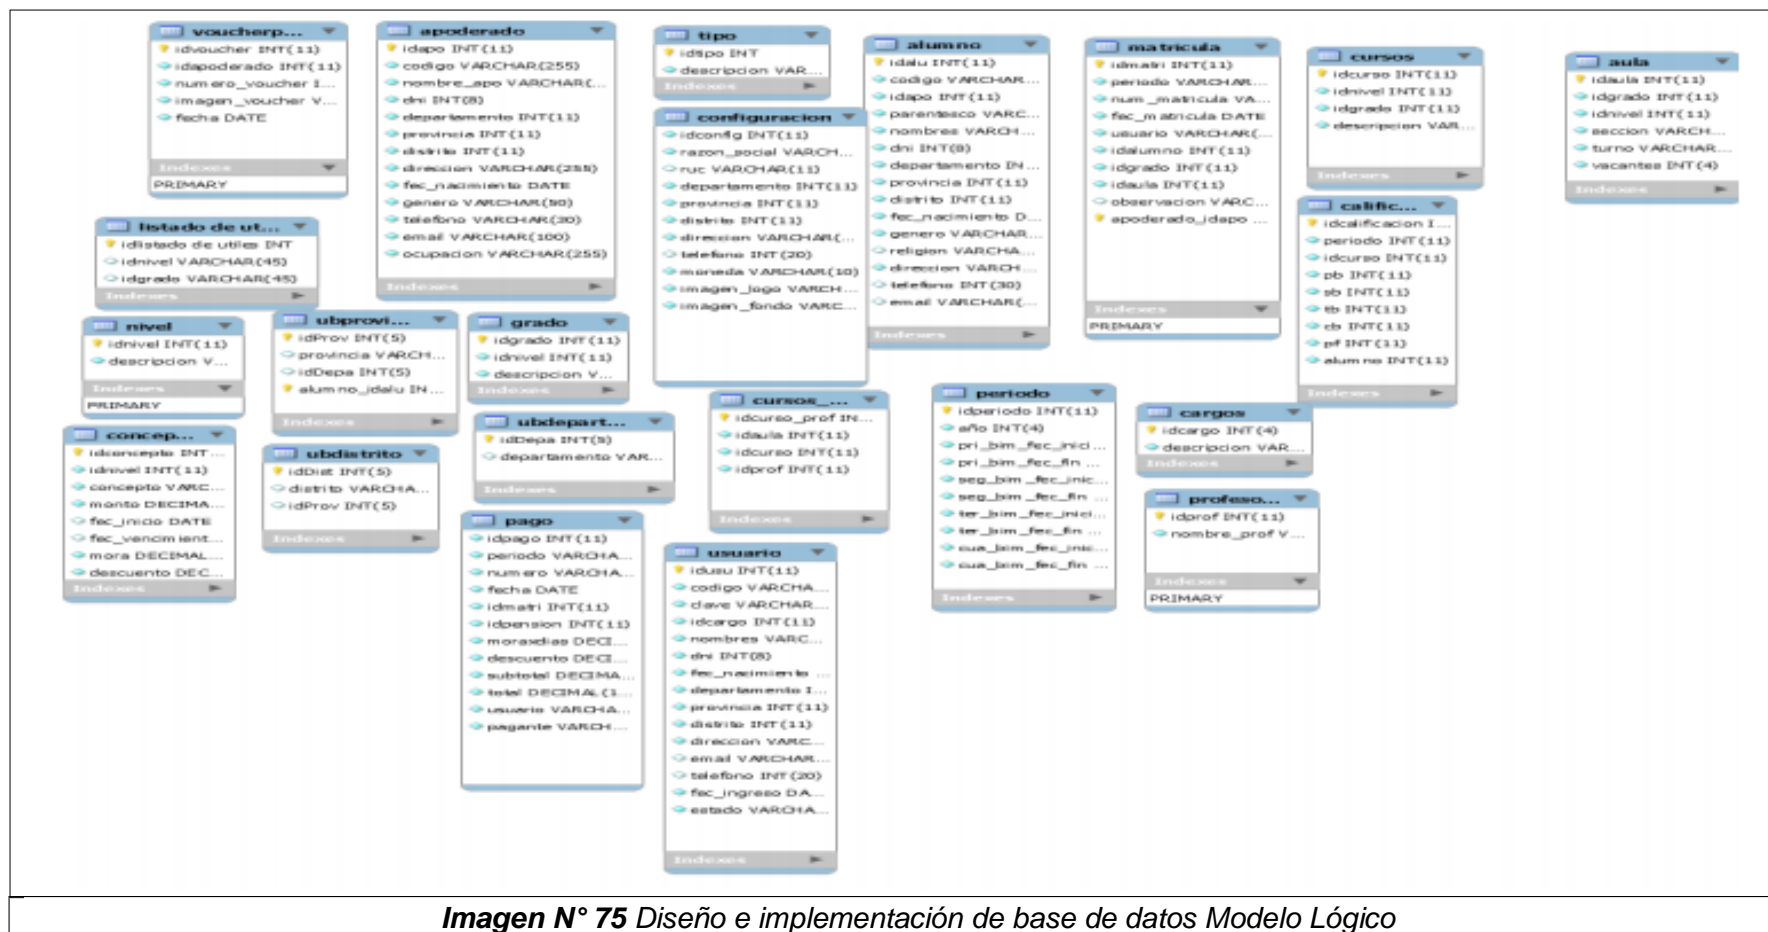 voucherp...
idvoucher INT(11)
idapoderado INT(11)
numero_voucher I...
imagen_voucher V...
fecha DATE
Indexes
PRIMARY
apoderado
idapo INT(11)
codigo VARCHAR(255)
nombre_apo VARCHAR(...
dni INT(8)
departamento INT(11)
provincia INT(11)
distrito INT(11)
direccion VARCHAR(255)
fec_nacimiento DATE
genero VARCHAR(50)
telefono VARCHAR(20)
email VARCHAR(100)
ocupacion VARCHAR(255)
Indexes
tipo
idtipo INT
descripcion VAR...
Indexes
configuracion
idconfig INT(11)
razon_social VARCH...
ruc VARCHAR(11)
departamento INT(11)
provincia INT(11)
distrito INT(11)
direccion VARCHAR(...
telefono INT(20)
moneda VARCHAR(10)
imagen_logo VARCH...
imagen_fondo VARC...
alumno
idalu INT(11)
codigo VARCHAR...
idapo INT(11)
parentesco VARC...
nombres VARCH...
dni INT(8)
departamento IN...
provincia INT(11)
distrito INT(11)
fec_nacimiento D...
genero VARCHAR...
religion VARCHA...
direccion VARCH...
telefono INT(30)
email VARCHAR(...
Indexes
matricula
idmatri INT(11)
periodo VARCHAR...
num_matricula VA...
fec_matricula DATE
usuario VARCHAR(...
idalumno INT(11)
idgrado INT(11)
idaula INT(11)
observacion VARC...
apoderado_idapo ...
Indexes
PRIMARY
cursos
idcurso INT(11)
idnivel INT(11)
idgrado INT(11)
descripcion VAR...
Indexes
aula
idaula INT(11)
idgrado INT(11)
idnivel INT(11)
seccion VARCH...
turno VARCHAR...
vacantes INT(4)
Indexes
listado de ut...
idlistado de utiles INT
idnivel VARCHAR(45)
idgrado VARCHAR(45)
Indexes
calific...
idcalificacion I...
periodo INT(11)
idcurso INT(11)
pb INT(11)
sb INT(11)
tb INT(11)
cb INT(11)
pf INT(11)
alumno INT(11)
Indexes
nivel
idnivel INT(11)
descripcion V...
Indexes
PRIMARY
ubprovi...
idProv INT(5)
provincia VARCH...
idDepa INT(5)
alumno_idalu IN...
Indexes
grado
idgrado INT(11)
idnivel INT(11)
descripcion V...
Indexes
concep...
idconcepto INT...
idnivel INT(11)
concepto VARC...
monto DECIMA...
fec_inicio DATE
fec_vencimient...
mora DECIMAL...
descuento DEC...
Indexes
ubdistrito
idDist INT(5)
distrito VARCHA...
idProv INT(5)
Indexes
ubdepart...
idDepa INT(5)
departamento VAR...
Indexes
cursos_...
idcurso_prof IN...
idaula INT(11)
idcurso INT(11)
idprof INT(11)
Indexes
periodo
idperiodo INT(11)
año INT(4)
pri_bim_fec_inici...
pri_bim_fec_fin ...
seg_bim_fec_inic...
seg_bim_fec_fin ...
ter_bim_fec_inici...
ter_bim_fec_fin ...
cua_bim_fec_inic...
cua_bim_fec_fin ...
Indexes
cargos
idcargo INT(4)
descripcion VAR...
Indexes
profeso...
idprof INT(11)
nombre_prof V...
Indexes
PRIMARY
pago
idpago INT(11)
periodo VARCHA...
numero VARCHA...
fecha DATE
idmatri INT(11)
idpension INT(11)
moraxdias DECI...
descuento DECI...
subtotal DECIMA...
total DECIMAL(1...
usuario VARCHA...
pagante VARCH...
usuario
idusu INT(11)
codigo VARCHA...
clave VARCHAR...
idcargo INT(11)
nombres VARC...
dni INT(8)
fec_nacimiento ...
departamento I...
provincia INT(11)
distrito INT(11)
direccion VARC...
email VARCHAR...
telefono INT(20)
fec_ingreso DA...
estado VARCHA...
Indexes
Imagen N° 75 Diseño e implementación de base de datos Modelo Lógico